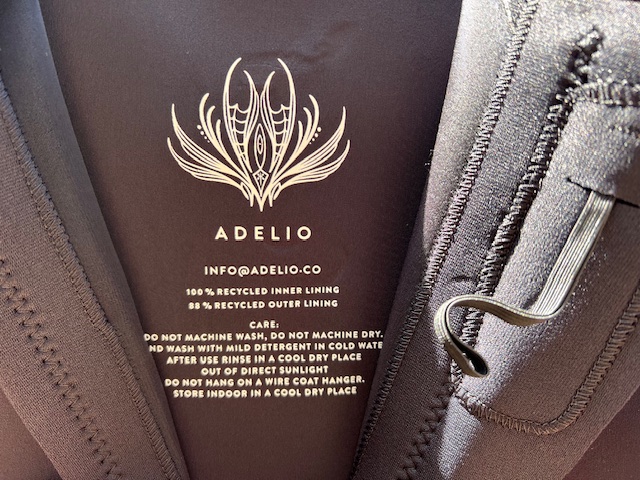 ADELIO
INFO@ADELIO.CO
100% RECYCLED INNER LINING
88% RECYCLED OUTER LINING
CARE:
DO NOT MACHINE WASH, DO NOT MACHINE DRY.
ND WASH WITH MILD DETERGENT IN COLD WATE
AFTER USE RINSE IN A COOL DRY PLACE
OUT OF DIRECT SUNLIGHT
DO NOT HANG ON A WIRE COAT HANGER.
STORE INDOOR IN A COOL DRY PLACE